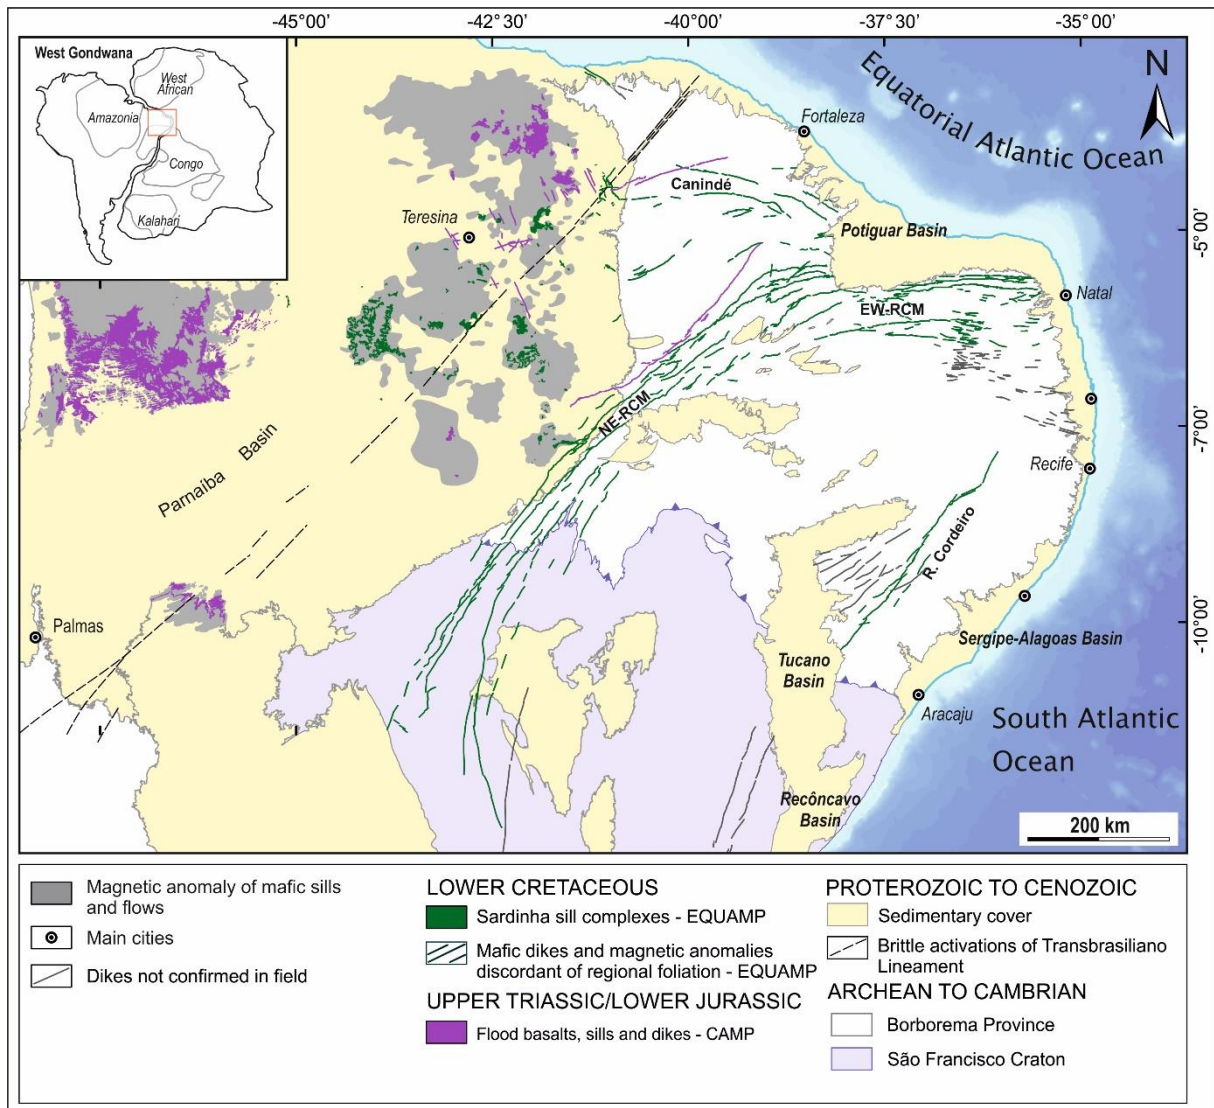 -45°00'
-42°30'
-40°00'
-37°30'
-35°00'
West Gondwana
West
African
Amazonia
Congo
Kalahari
N
Equatorial Atlantic Ocean
Fortaleza
Canindé
Teresina
Potiguar Basin
-5°00'
Natal
EW-RCM
NE-RCM
Parnaiba Basin
-7°00'
Recife
R. Cordeiro
Palmas
-10°00'
Sergipe-Alagoas Basin
Tucano
Basin
Aracaju
South Atlantic
Ocean
Recôncavo
Basin
200 km
Magnetic anomaly of mafic sills
and flows
Main cities
Dikes not confirmed in field
LOWER CRETACEOUS
Sardinha sill complexes - EQUAMP
Mafic dikes and magnetic anomalies
discordant of regional foliation - EQUAMP
UPPER TRIASSIC/LOWER JURASSIC
Flood basalts, sills and dikes - CAMP
PROTEROZOIC TO CENOZOIC
Sedimentary cover
Brittle activations of Transbrasiliano
Lineament
ARCHEAN TO CAMBRIAN
Borborema Province
São Francisco Craton